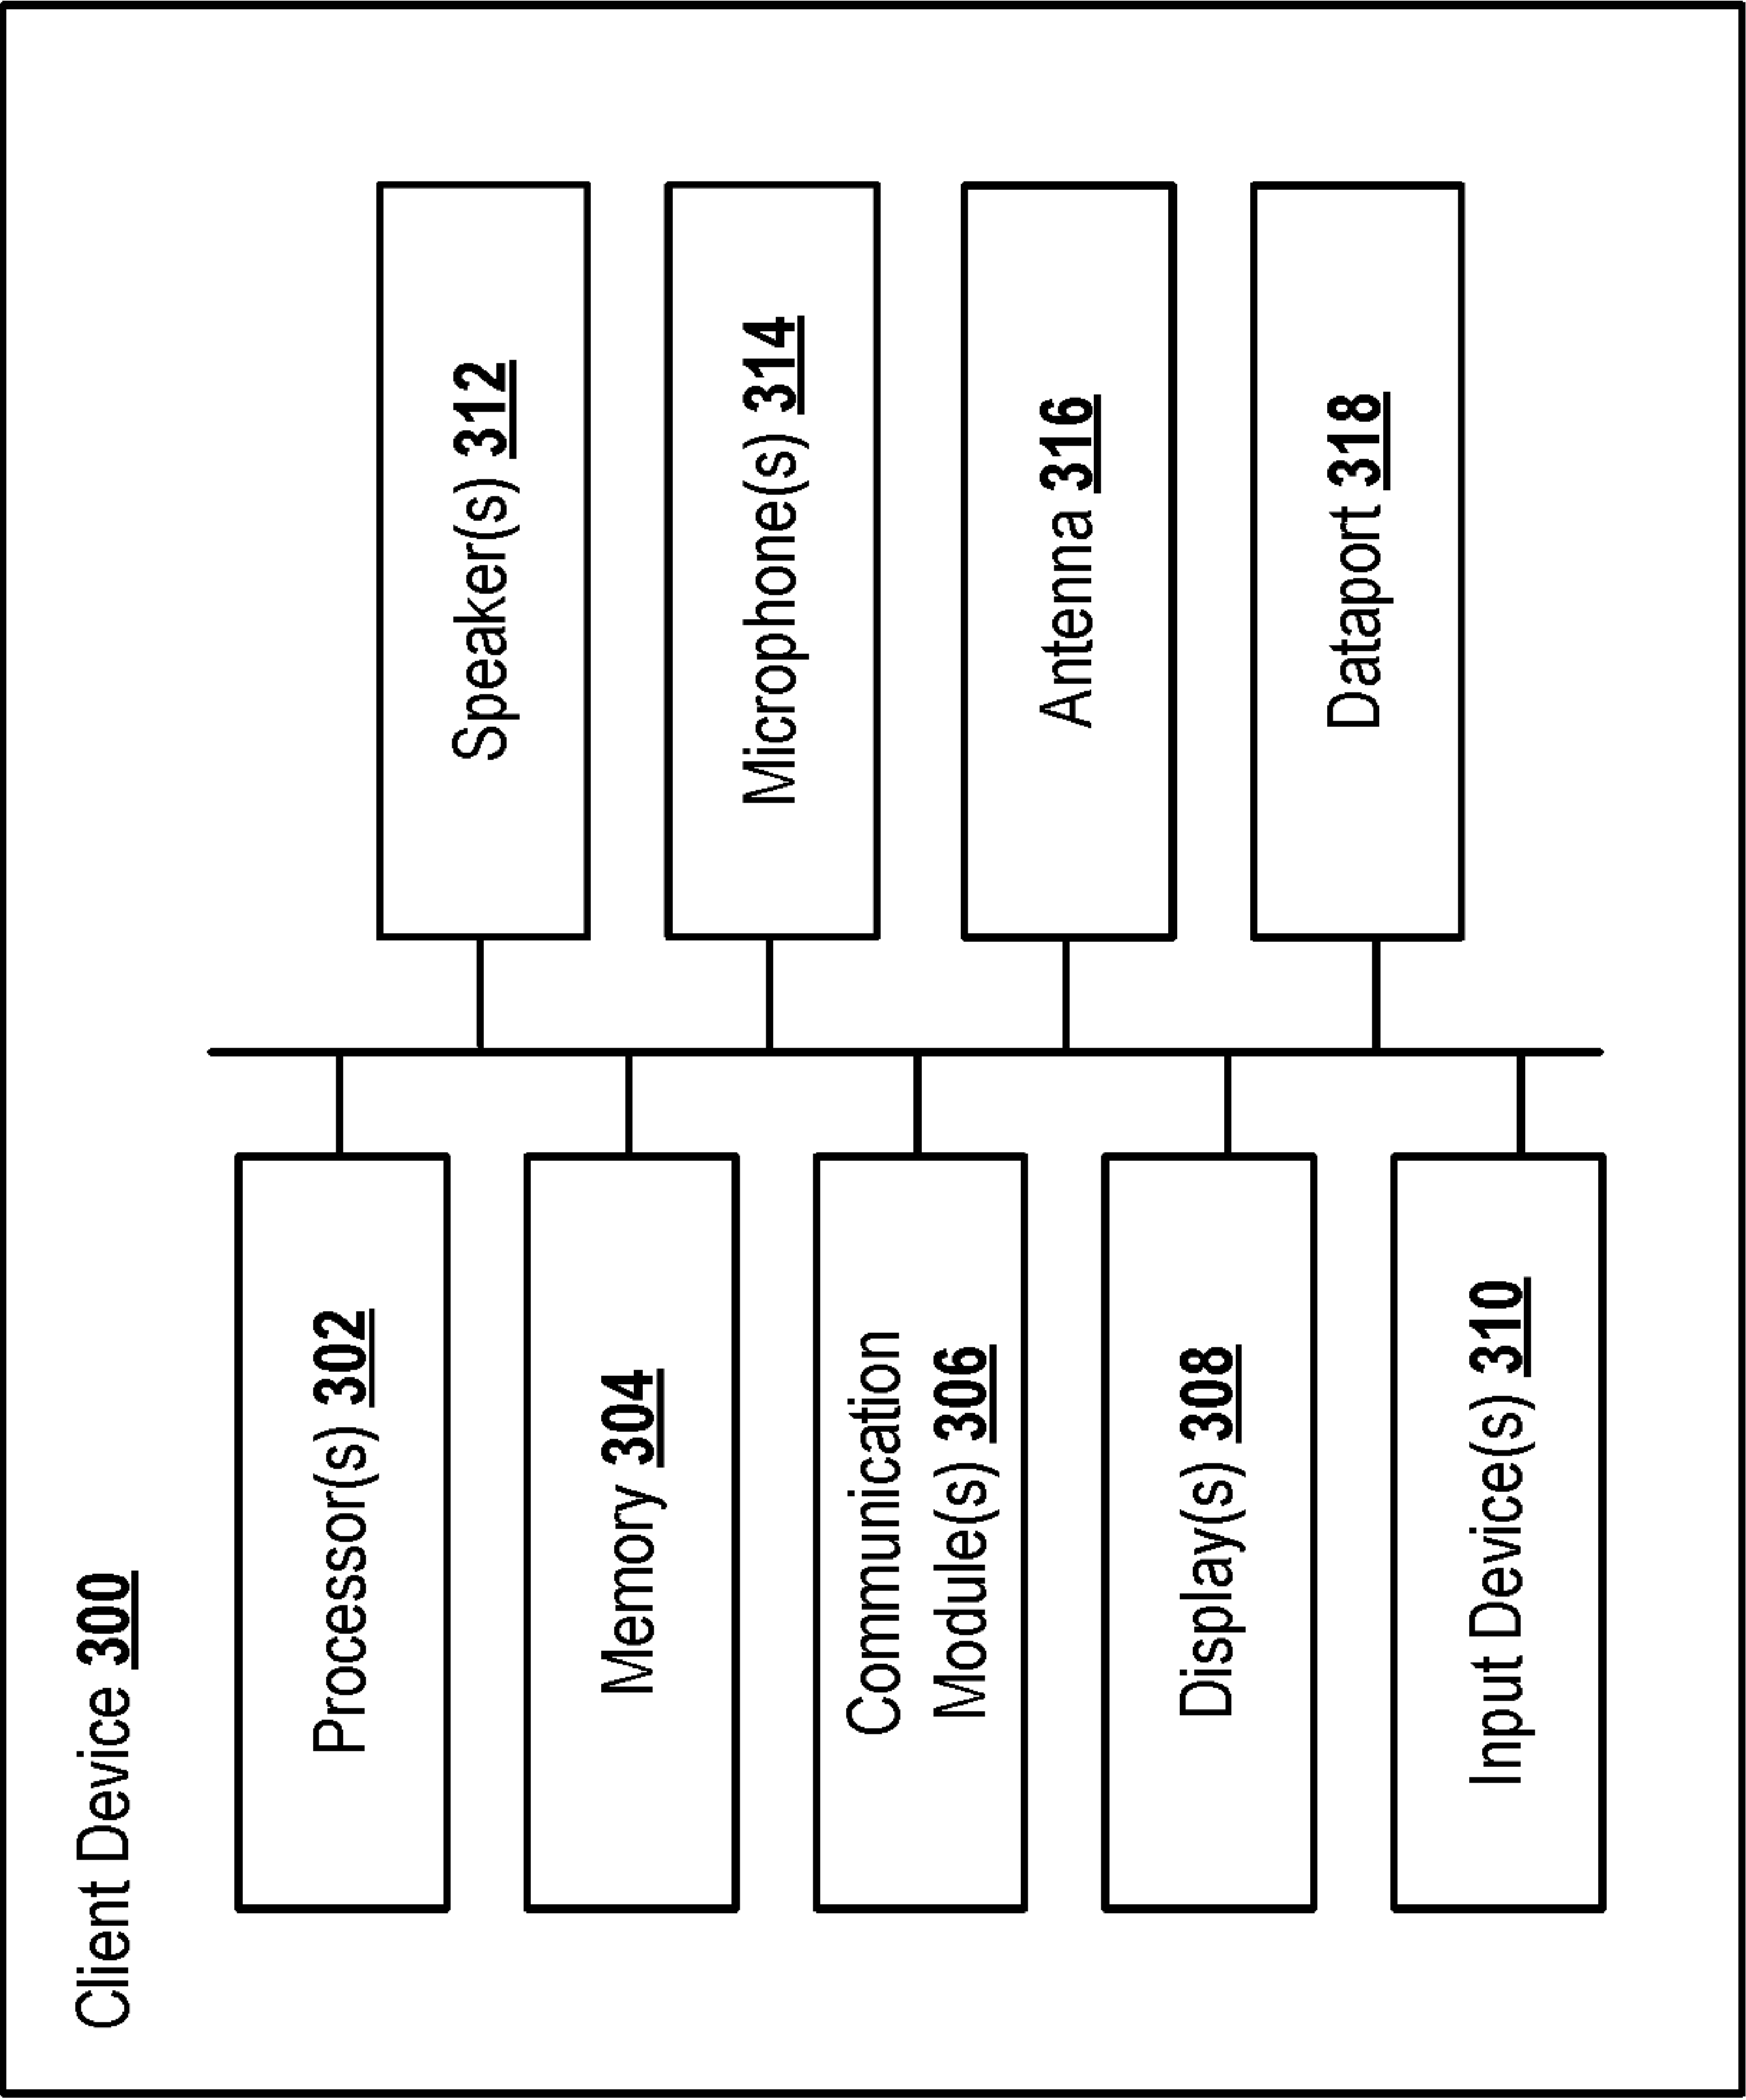 Client Device 300
Processor(s) 302
Memory 304
Communication
Module(s) 306
Display(s) 308
Input Device(s) 310
Speaker(s) 312
Microphone(s) 314
Antenna 316
Dataport 318